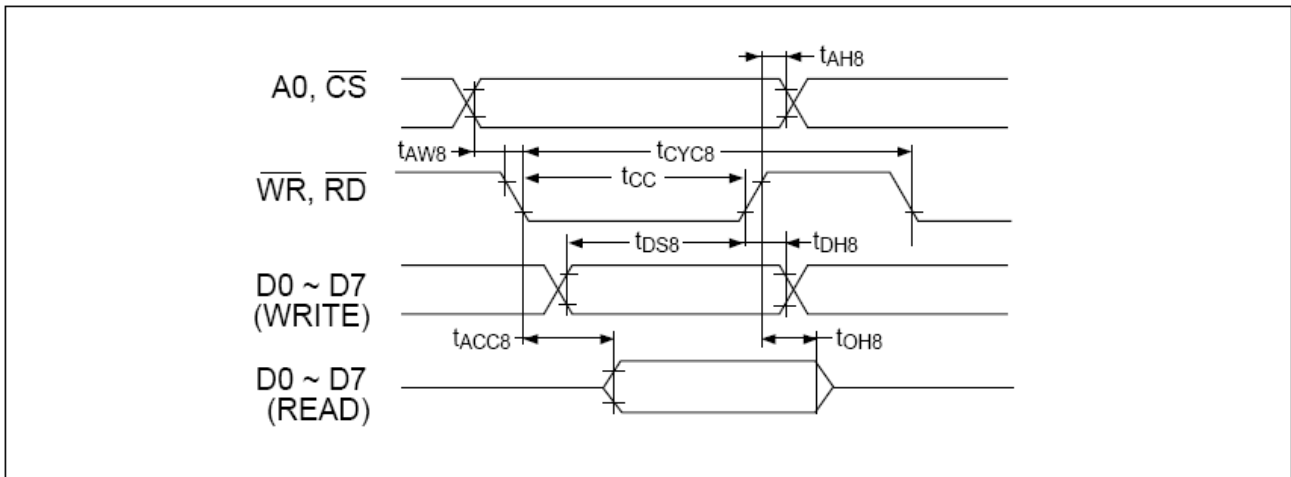 tAH8
A0, CS
tAW8
tCYC8
WR, RD
tCC
tDS8
tDH8
D0 ~ D7
(WRITE)
tACC8
tOH8
D0 ~ D7
(READ)